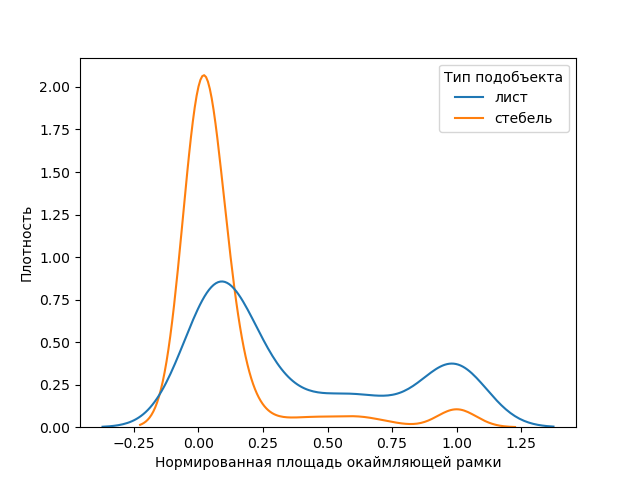 Тип подобъекта
лист
стебель
2.00
1.75
1.50
1.25
1.00
0.75
0.50
0.25
0.00
Плотность
−0.25 0.00 0.25 0.50 0.75 1.00 1.25
Нормированная площадь окаймляющей рамки